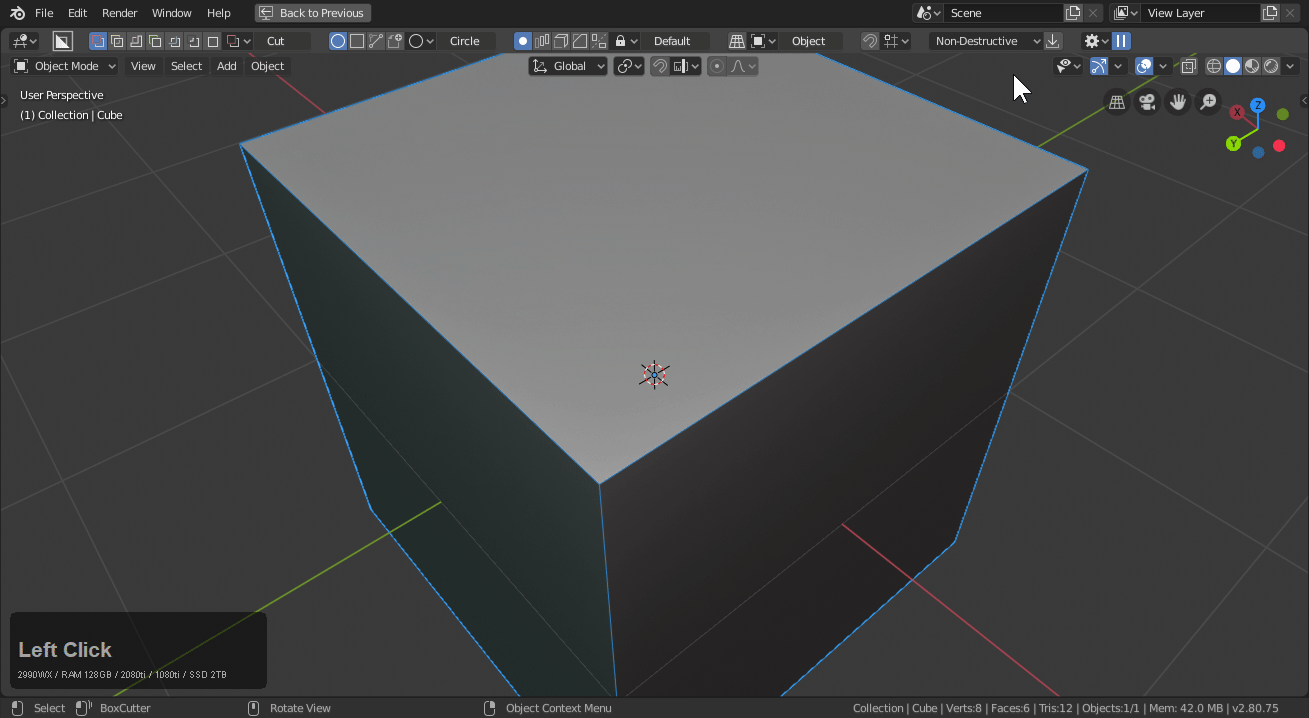 File Edit Render Window Help Back to Previous Scene View Layer
Cut Circle Default Object Non-Destructive
Object Mode View Select Add Object Global
User Perspective
(1) Collection | Cube
X Z
Y
Left Click
2990WX / RAM 128GB / 2080ti / 1080ti / SSD 2TB
Select BoxCutter Rotate View Object Context Menu Collection | Cube | Verts:8 | Faces:6 | Tris:12 | Objects:1/1 | Mem: 42.0 MB | v2.80.75